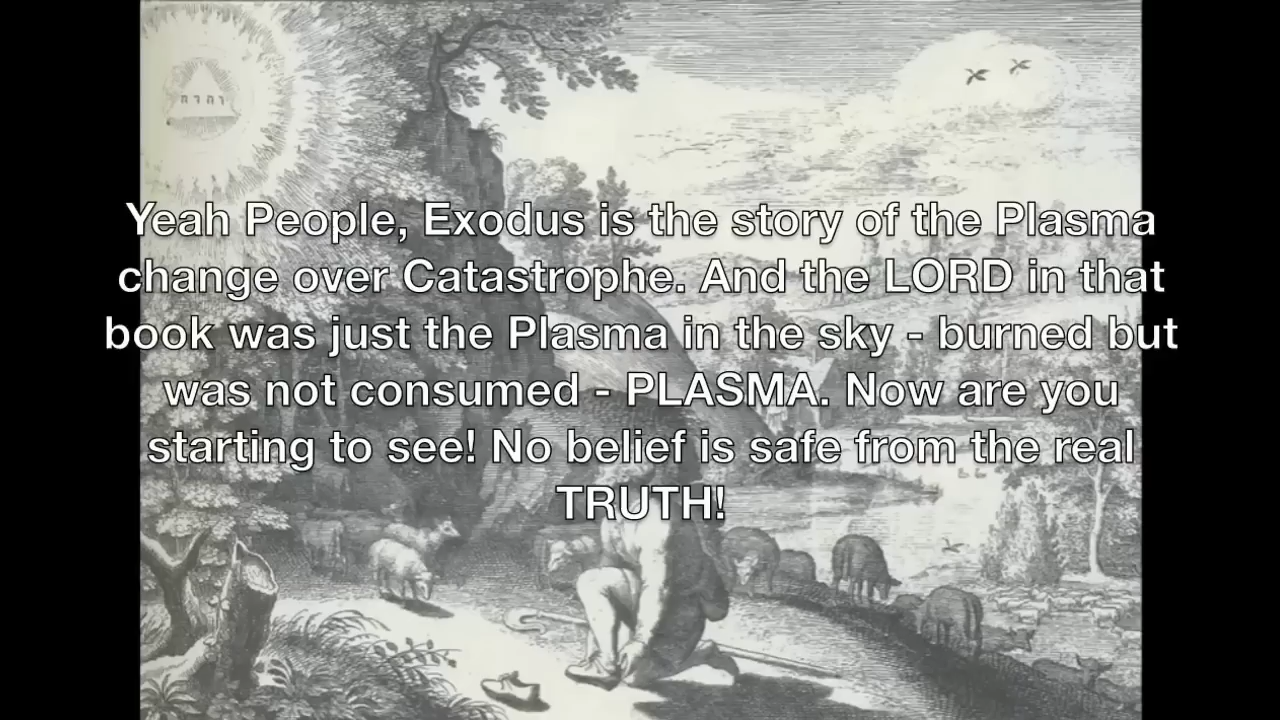 יהוה
Yeah People, Exodus is the story of the Plasma
change over Catastrophe. And the LORD in that
book was just the Plasma in the sky - burned but
was not consumed - PLASMA. Now are you
starting to see! No belief is safe from the real
TRUTH!